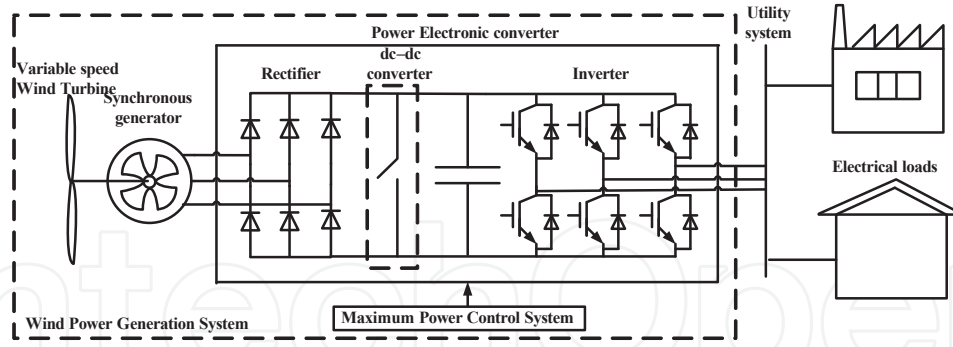 Power Electronic converter
Utility
system
dc–dc
converter
Variable speed
Wind Turbine
Rectifier
Inverter
Synchronous
generator
Electrical loads
Maximum Power Control System
Wind Power Generation System